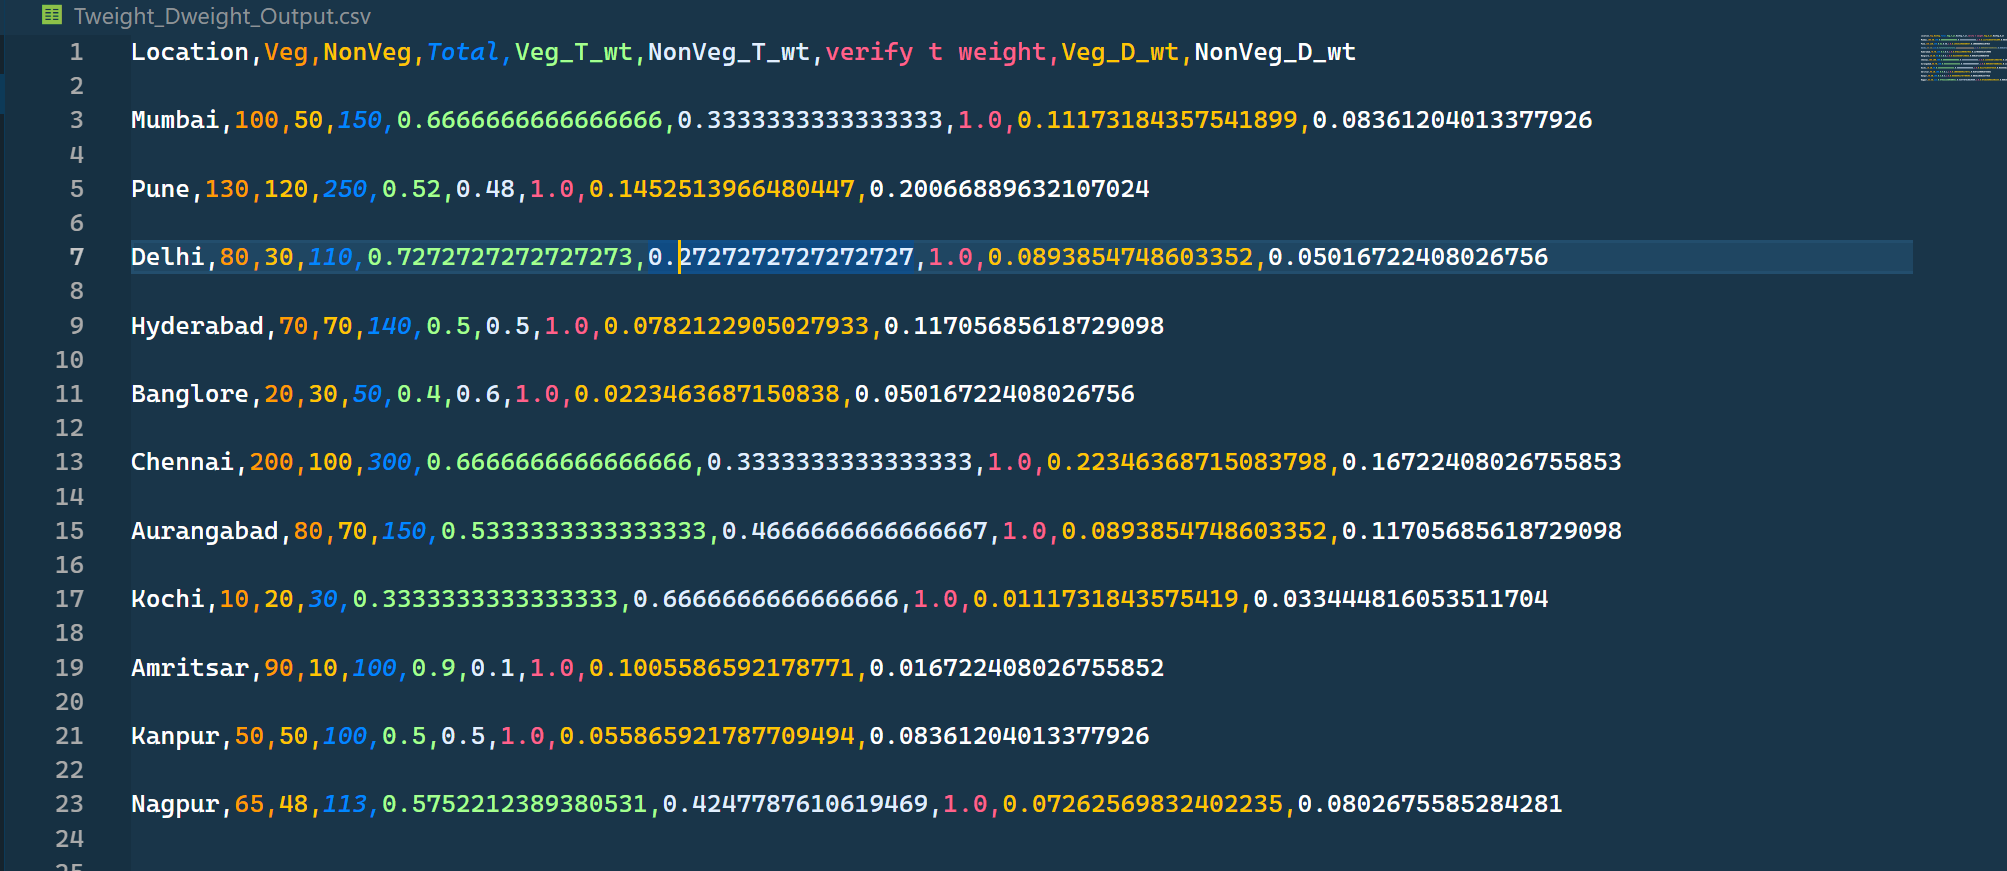 Tweight_Dweight_Output.csv
1 Location,Veg,NonVeg,Total,Veg_T_wt,NonVeg_T_wt,verify t weight,Veg_D_wt,NonVeg_D_wt
2
3 Mumbai,100,50,150,0.6666666666666666,0.3333333333333333,1.0,0.11173184357541899,0.08361204013377926
4
5 Pune,130,120,250,0.52,0.48,1.0,0.1452513966480447,0.20066889632107024
6
7 Delhi,80,30,110,0.7272727272727273,0.2727272727272727,1.0,0.0893854748603352,0.05016722408026756
8
9 Hyderabad,70,70,140,0.5,0.5,1.0,0.0782122905027933,0.11705685618729098
10
11 Banglore,20,30,50,0.4,0.6,1.0,0.0223463687150838,0.05016722408026756
12
13 Chennai,200,100,300,0.6666666666666666,0.3333333333333333,1.0,0.22346368715083798,0.16722408026755853
14
15 Aurangabad,80,70,150,0.5333333333333333,0.4666666666666667,1.0,0.0893854748603352,0.11705685618729098
16
17 Kochi,10,20,30,0.3333333333333333,0.6666666666666666,1.0,0.0111731843575419,0.033444816053511704
18
19 Amritsar,90,10,100,0.9,0.1,1.0,0.1005586592178771,0.016722408026755852
20
21 Kanpur,50,50,100,0.5,0.5,1.0,0.055865921787709494,0.08361204013377926
22
23 Nagpur,65,48,113,0.5752212389380531,0.4247787610619469,1.0,0.07262569832402235,0.0802675585284281
24